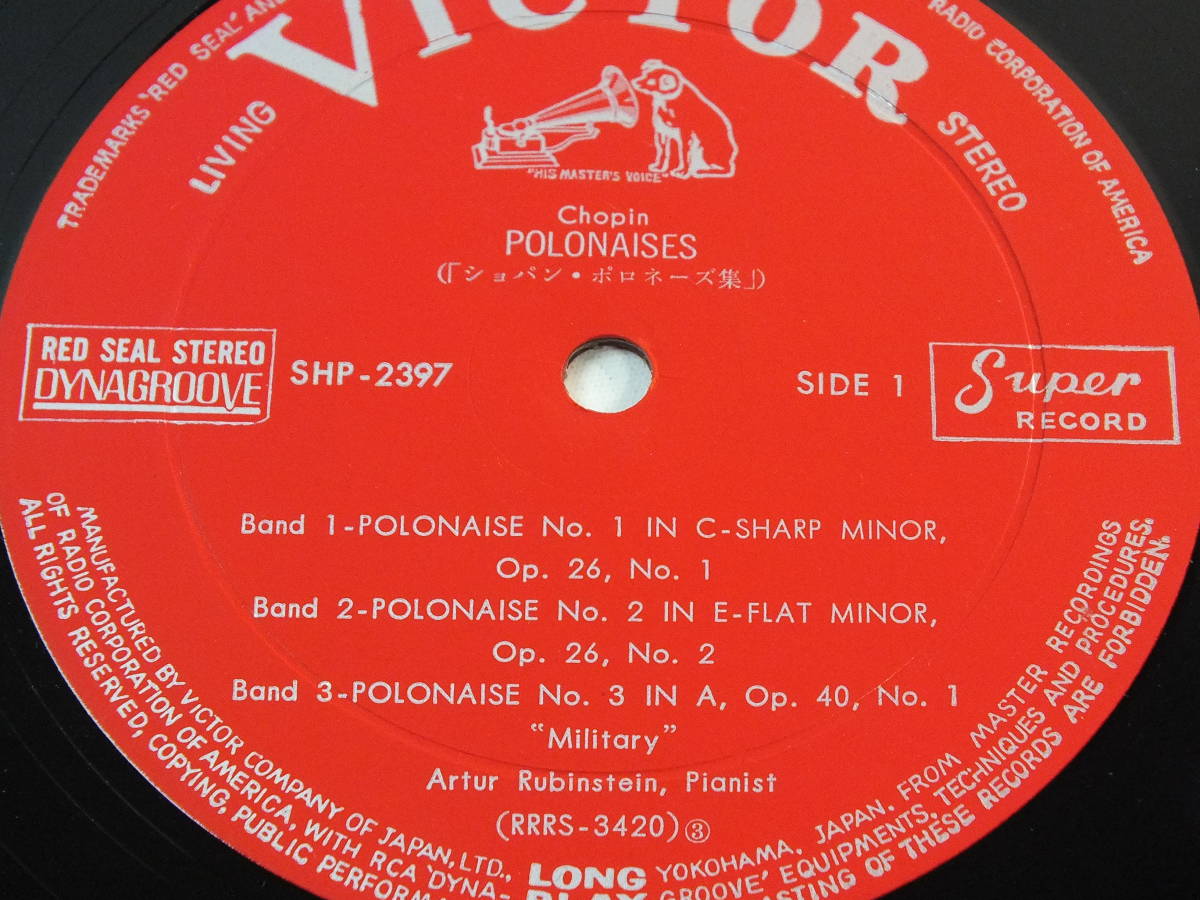 TRADEMARKS "RED SEAL" AND
RADIO CORPORATION OF AMERICA
VICTOR
LIVING
STEREO
"HIS MASTER'S VOICE"
Chopin
POLONAISES
(「ショパン・ポロネーズ集」)
RED SEAL STEREO
DYNAGROOVE
SHP-2397
SIDE 1
Super
RECORD
Band 1-POLONAISE No. 1 IN C-SHARP MINOR,
Op. 26, No. 1
Band 2-POLONAISE No. 2 IN E-FLAT MINOR,
Op. 26, No. 2
Band 3-POLONAISE No. 3 IN A, Op. 40, No. 1
"Military"
Artur Rubinstein, Pianist
(RRRS-3420)③
MANUFACTURED BY VICTOR COMPANY OF JAPAN, LTD., YOKOHAMA, JAPAN, FROM MASTER RECORDINGS
OF RADIO CORPORATION OF AMERICA, WITH RCA 'DYNA-GROOVE' EQUIPMENTS, TECHNIQUES AND PROCEDURES.
ALL RIGHTS RESERVED, COPYING, PUBLIC PERFORM
ASTING OF THESE RECORDS ARE FORBIDDEN.
LONG
PLAY